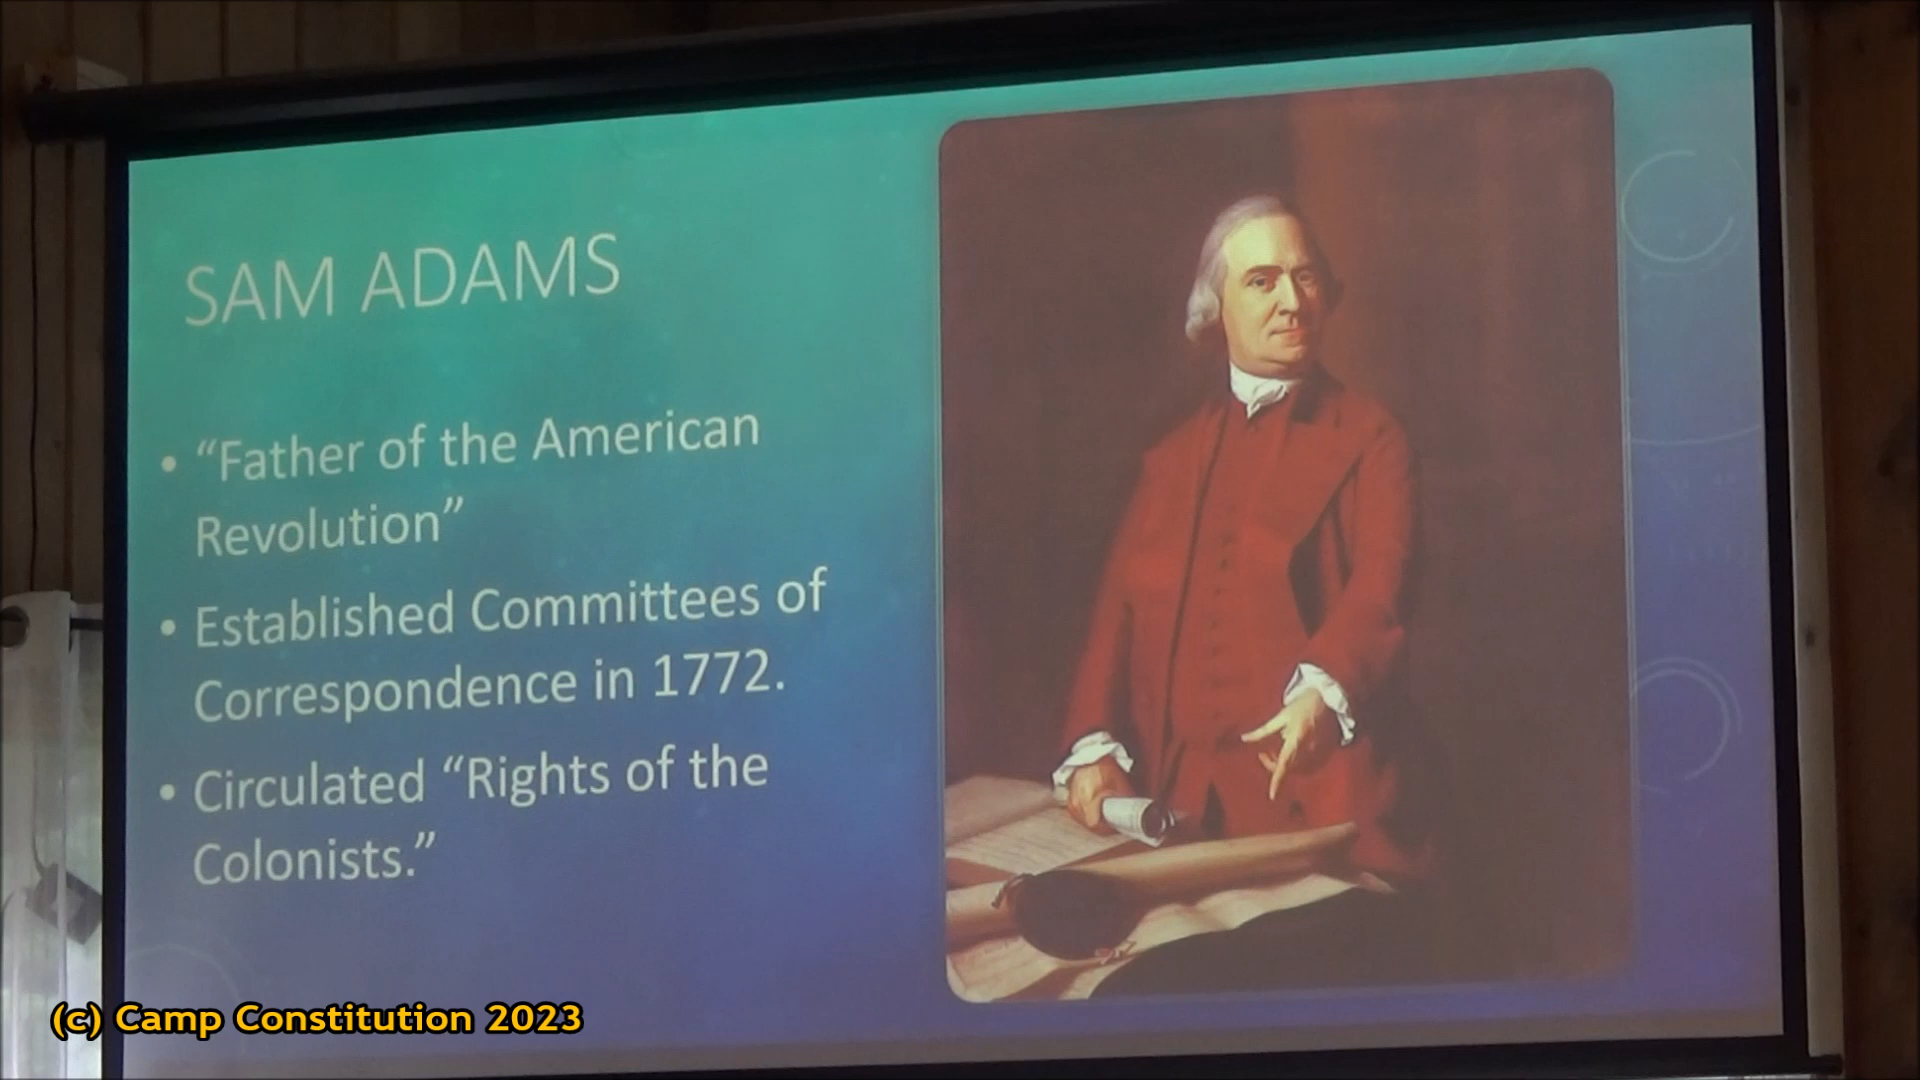 SAM ADAMS
• “Father of the American
Revolution”
• Established Committees of
Correspondence in 1772.
• Circulated “Rights of the
Colonists.”
(c) Camp Constitution 2023